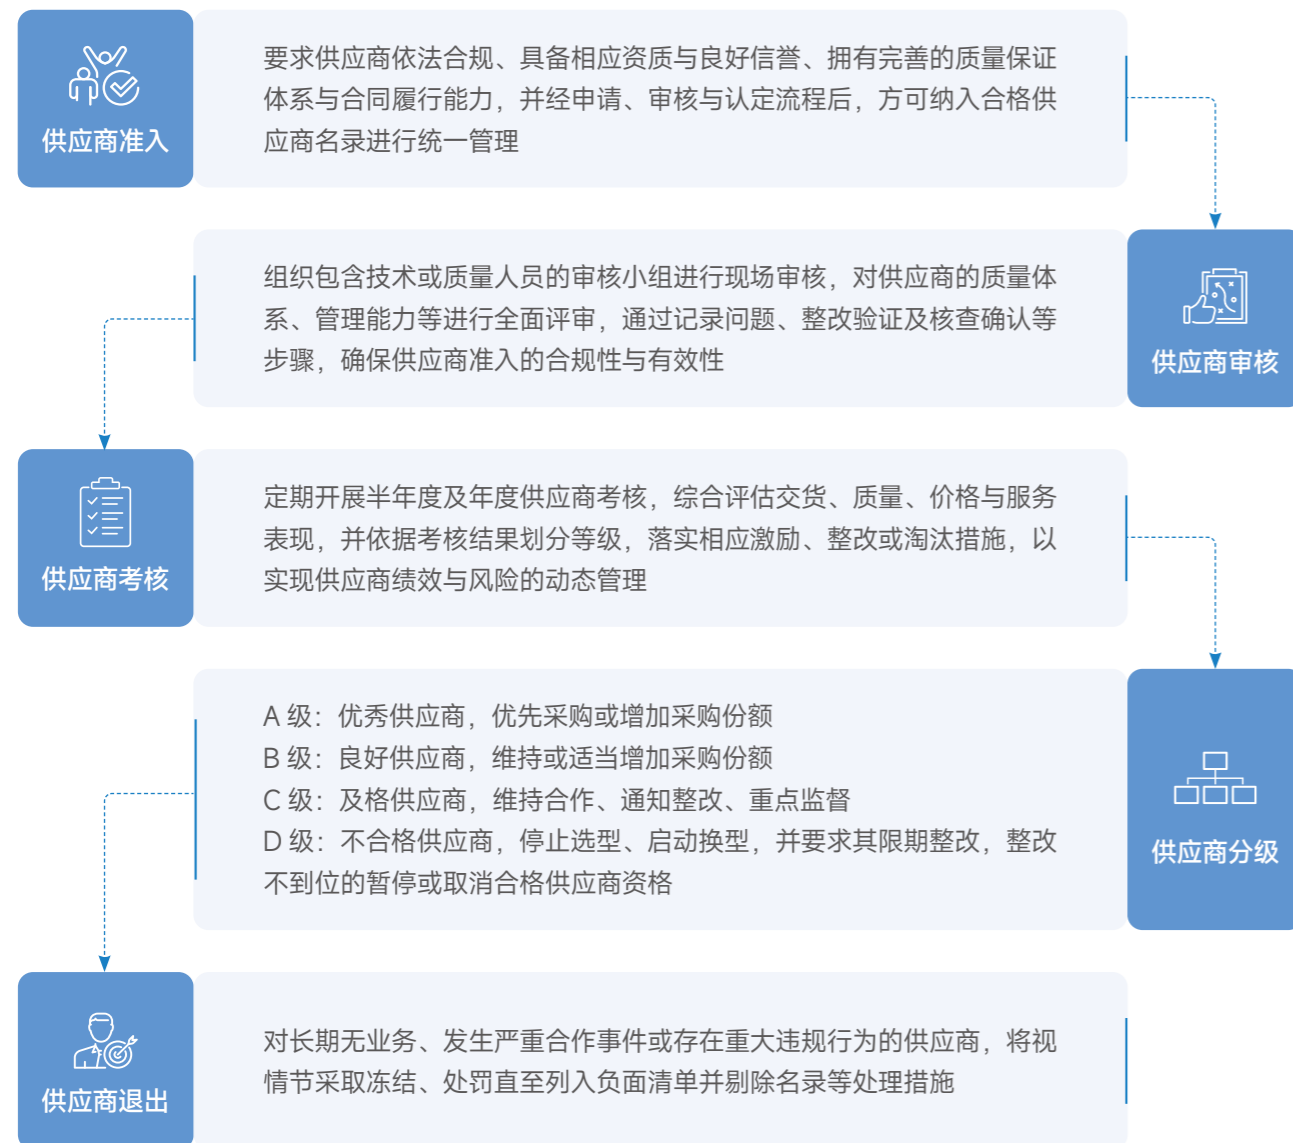 供应商准入
要求供应商依法合规、具备相应资质与良好信誉、拥有完善的质量保证
体系与合同履行能力，并经申请、审核与认定流程后，方可纳入合格供
应商名录进行统一管理
组织包含技术或质量人员的审核小组进行现场审核，对供应商的质量体
系、管理能力等进行全面评审，通过记录问题、整改验证及核查确认等
步骤，确保供应商准入的合规性与有效性
供应商审核
供应商考核
定期开展半年度及年度供应商考核，综合评估交货、质量、价格与服务
表现，并依据考核结果划分等级，落实相应激励、整改或淘汰措施，以
实现供应商绩效与风险的动态管理
A 级：优秀供应商，优先采购或增加采购份额
B 级：良好供应商，维持或适当增加采购份额
C 级：及格供应商，维持合作、通知整改、重点监督
D 级：不合格供应商，停止选型、启动换型，并要求其限期整改，整改
不到位的暂停或取消合格供应商资格
供应商分级
供应商退出
对长期无业务、发生严重合作事件或存在重大违规行为的供应商，将视
情节采取冻结、处罚直至列入负面清单并剔除名录等处理措施